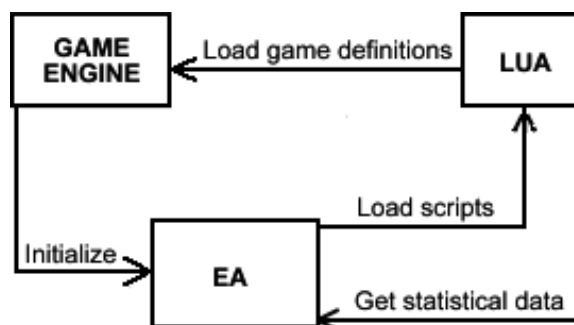 GAME
ENGINE
Load game definitions
LUA
Load scripts
Initialize
EA
Get statistical data